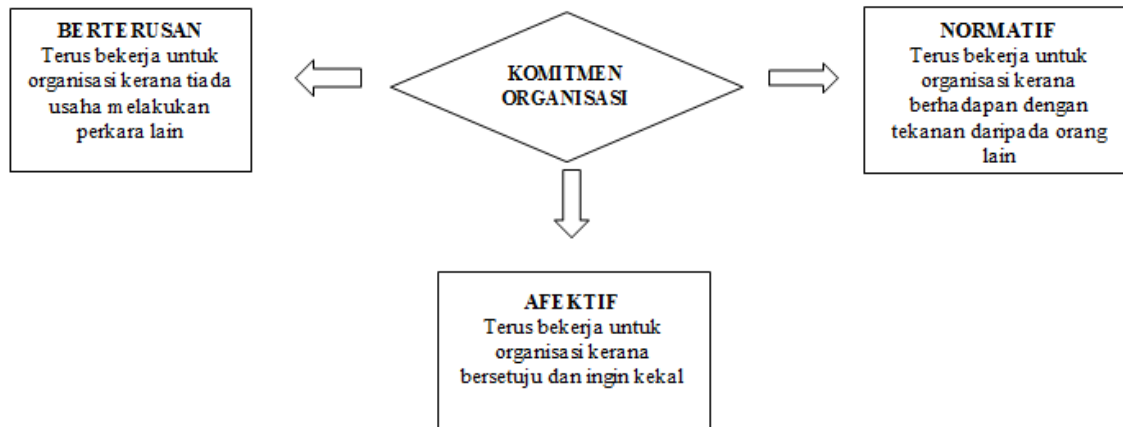 BERTERUSAN
Terus bekerja untuk
organisasi kerana tiada
usaha melakukan
perkara lain
KOMITMEN
ORGANISASI
NORMATIF
Terus bekerja untuk
organisasi kerana
berhadapan dengan
tekanan daripada orang
lain
AFEKTIF
Terus bekerja untuk
organisasi kerana
bersetuju dan ingin kekal